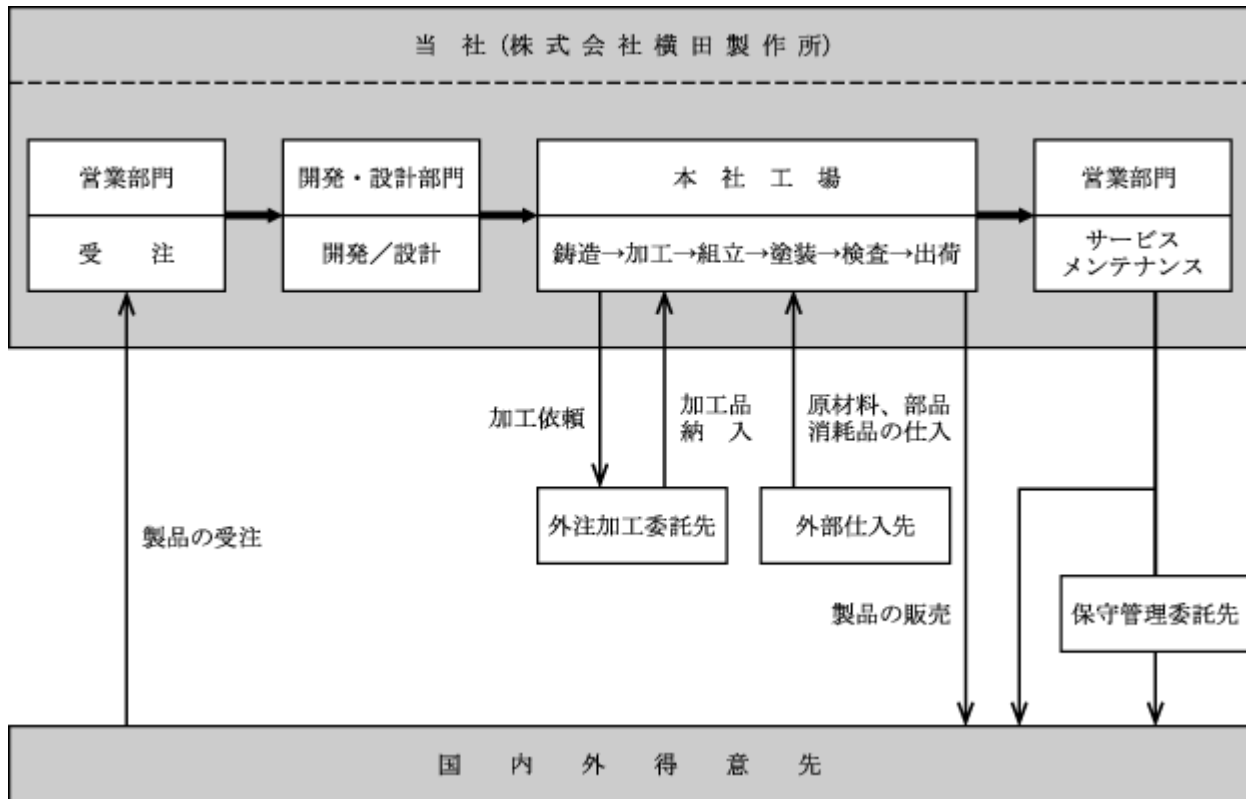 当社(株式会社横田製作所)
営業部門
受注
開発・設計部門
開発／設計
本社工場
鋳造→加工→組立→塗装→検査→出荷
営業部門
サービス
メンテナンス
製品の受注
加工依頼
加工品
納入
原材料、部品
消耗品の仕入
外注加工委託先
外部仕入先
製品の販売
保守管理委託先
国内外得意先